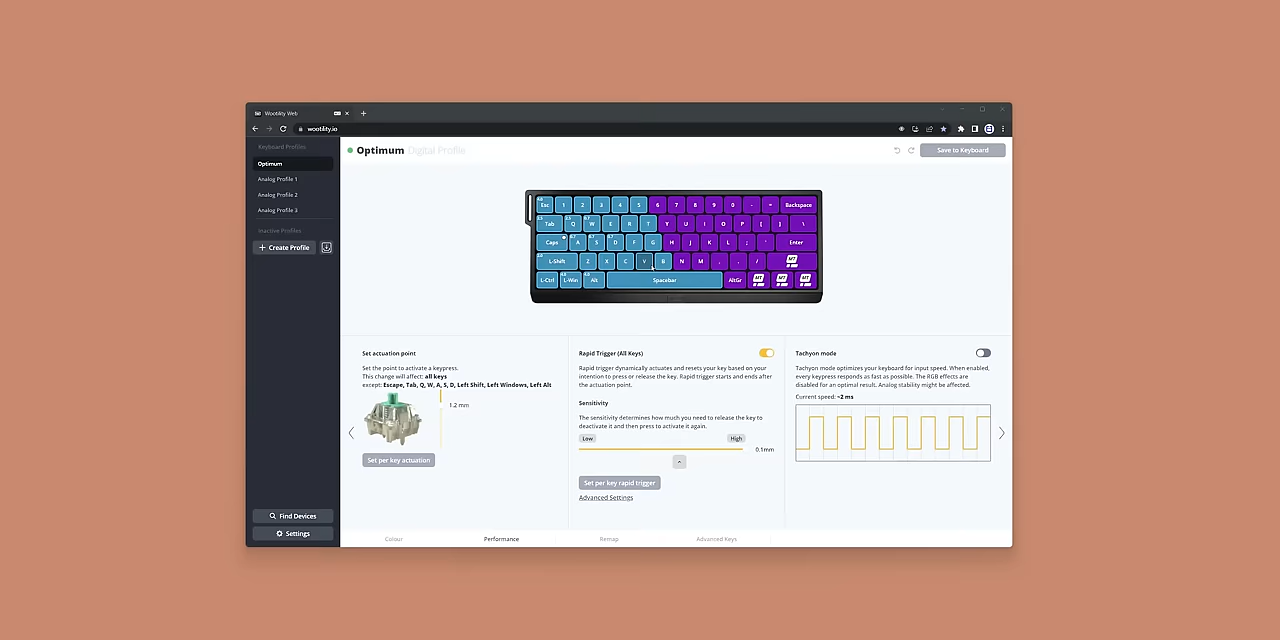 Wootility Web
wootility.io
Keyboard Profiles
Optimum
Analog Profile 1
Analog Profile 2
Analog Profile 3
Inactive Profiles
+ Create Profile
Find Devices
Settings
Optimum Digital Profile
Save to Keyboard
Esc 1 2 3 4 5 6 7 8 9 0 - = Backspace
Tab Q W E R T Y U I O P [ ] \
Caps A S D F G H J K L ; ' Enter
L-Shift Z X C V B N M , . / MT
L-Ctrl L-Win Alt Spacebar AltGr MT MT MT
Set actuation point
Set the point to activate a keypress.
This change will affect: all keys
except: Escape, Tab, Q, W, A, S, D, Left Shift, Left Windows, Left Alt
1.2 mm
Set per key actuation
Rapid Trigger (All Keys)
Rapid trigger dynamically actuates and resets your key based on your
intention to press or release the key. Rapid trigger starts and ends after
the actuation point.
Sensitivity
The sensitivity determines how much you need to release the key to
deactivate it and then press to activate it again.
Low High
0.1mm
Set per key rapid trigger
Advanced Settings
Tachyon mode
Tachyon mode optimizes your keyboard for input speed. When enabled,
every keypress responds as fast as possible. The RGB effects are
disabled for an optimal result. Analog stability might be affected.
Current speed: ~2 ms
Colour Performance Remap Advanced Keys